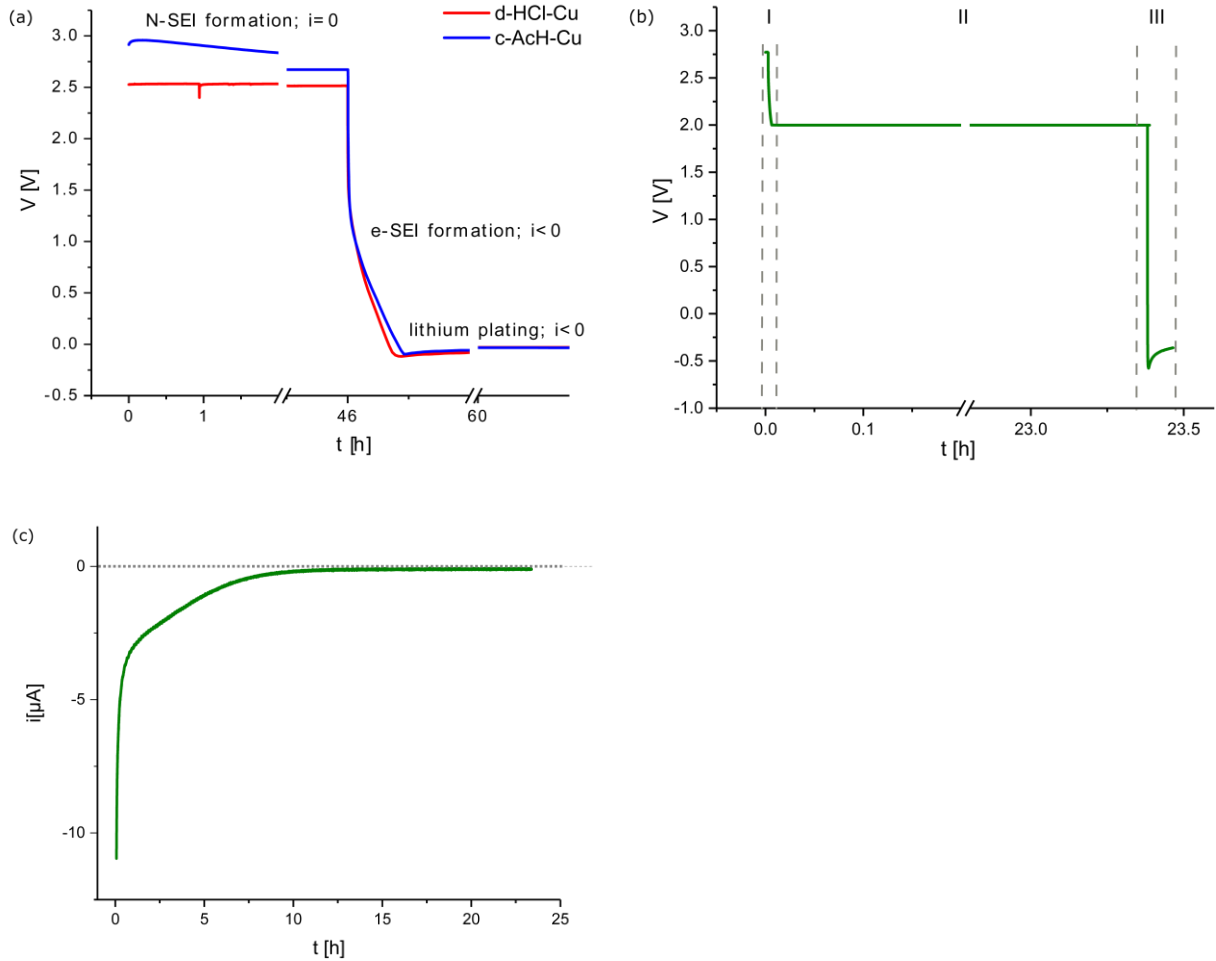 (a)
N-SEI formation; i=0
d-HCl-Cu
c-AcH-Cu
3.0
2.5
2.0
1.5
1.0
0.5
0.0
-0.5
V [V]
e-SEI formation; i<0
lithium plating; i<0
0
1
46
60
t [h]
(b)
I
II
III
3.0
2.5
2.0
1.5
1.0
0.5
0.0
-0.5
-1.0
V [V]
0.0
0.1
23.0
23.5
t [h]
(c)
0
-5
-10
i[µA]
0
5
10
15
20
25
t [h]